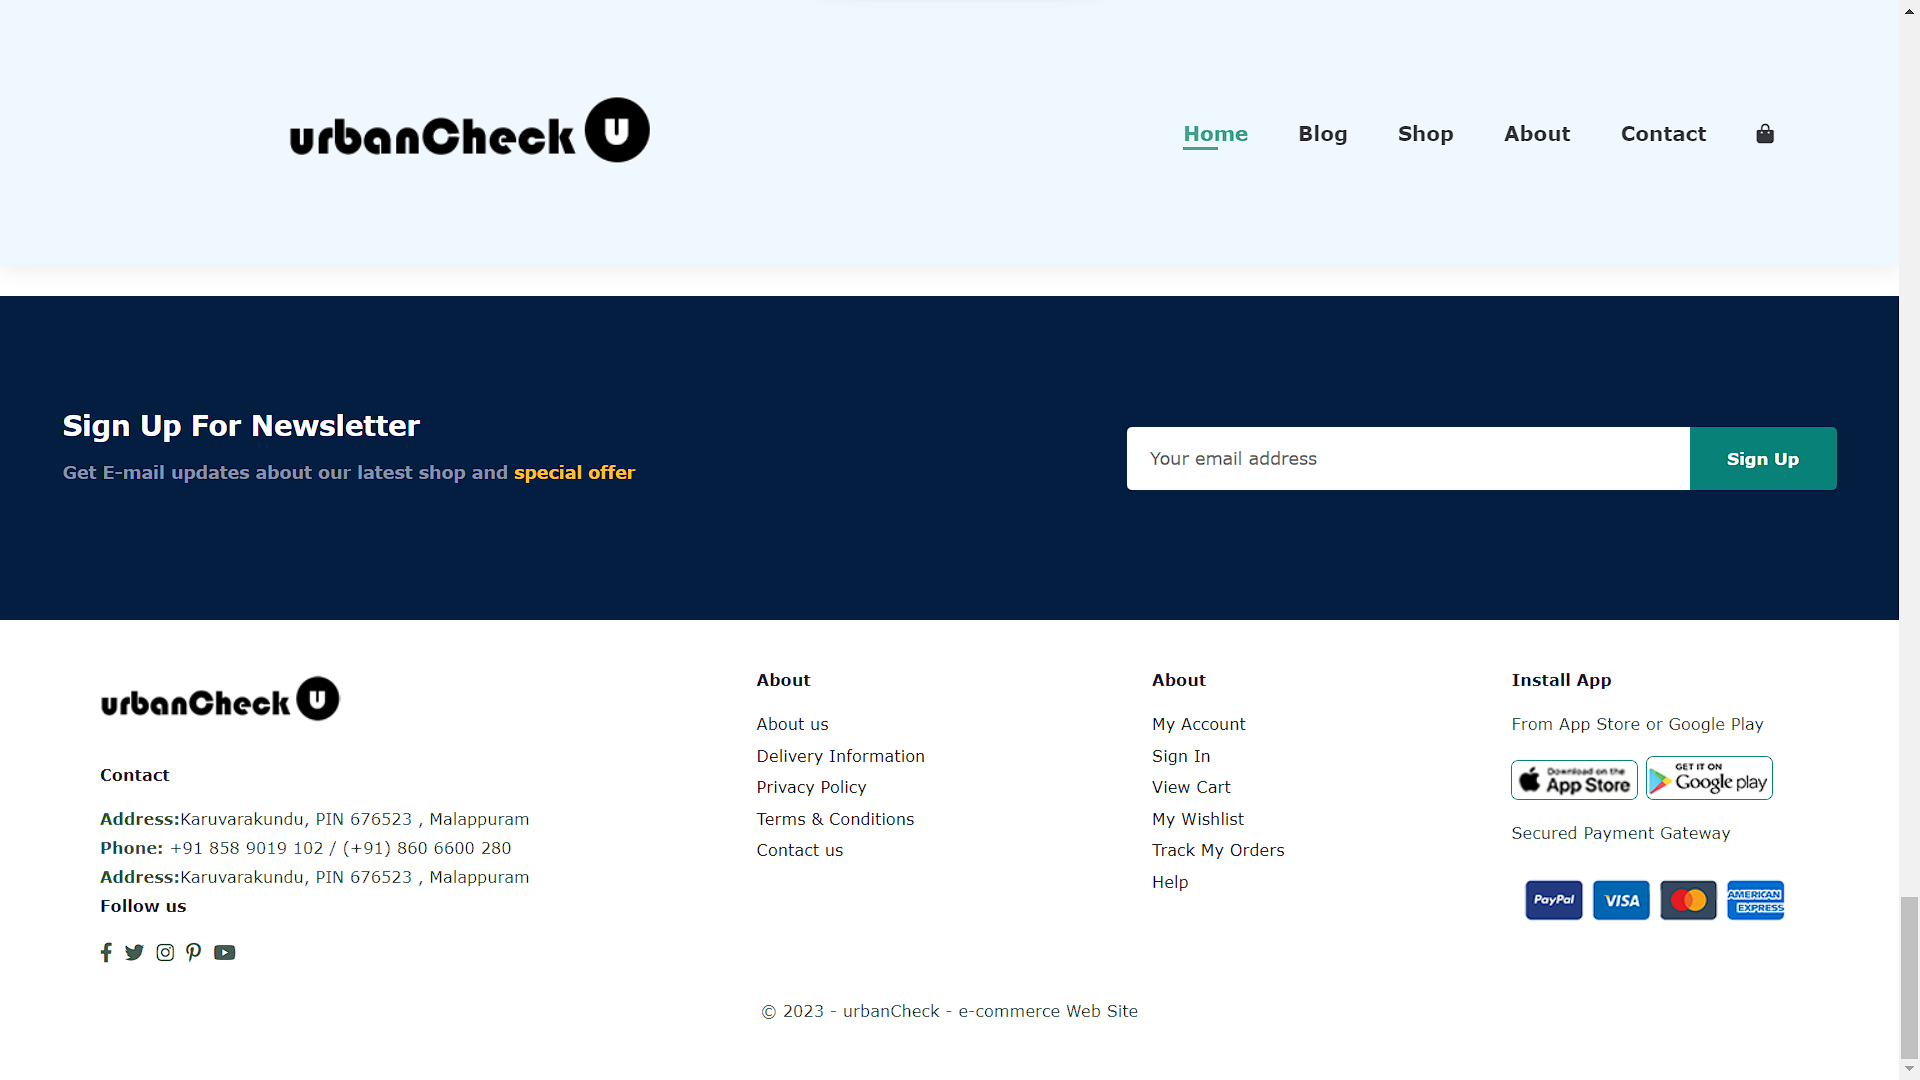 urbanCheck U
Home Blog Shop About Contact
Sign Up For Newsletter
Get E-mail updates about our latest shop and special offer
Your email address
Sign Up
urbanCheck U
Contact
Address:Karuvarakundu, PIN 676523 , Malappuram
Phone: +91 858 9019 102 / (+91) 860 6600 280
Address:Karuvarakundu, PIN 676523 , Malappuram
Follow us
About
About us
Delivery Information
Privacy Policy
Terms & Conditions
Contact us
About
My Account
Sign In
View Cart
My Wishlist
Track My Orders
Help
Install App
From App Store or Google Play
Download on the
App Store
GET IT ON
Google play
Secured Payment Gateway
PayPal
VISA
AMERICAN
EXPRESS
© 2023 - urbanCheck - e-commerce Web Site